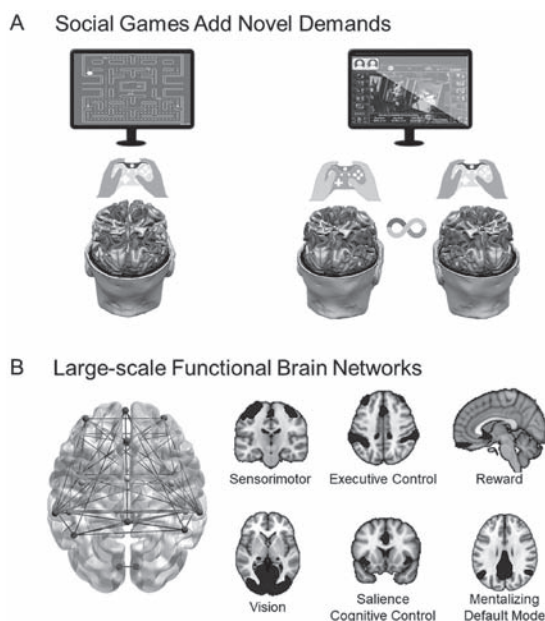 A Social Games Add Novel Demands
B Large-scale Functional Brain Networks
Sensorimotor
Executive Control
Reward
Vision
Salience
Cognitive Control
Mentalizing
Default Mode